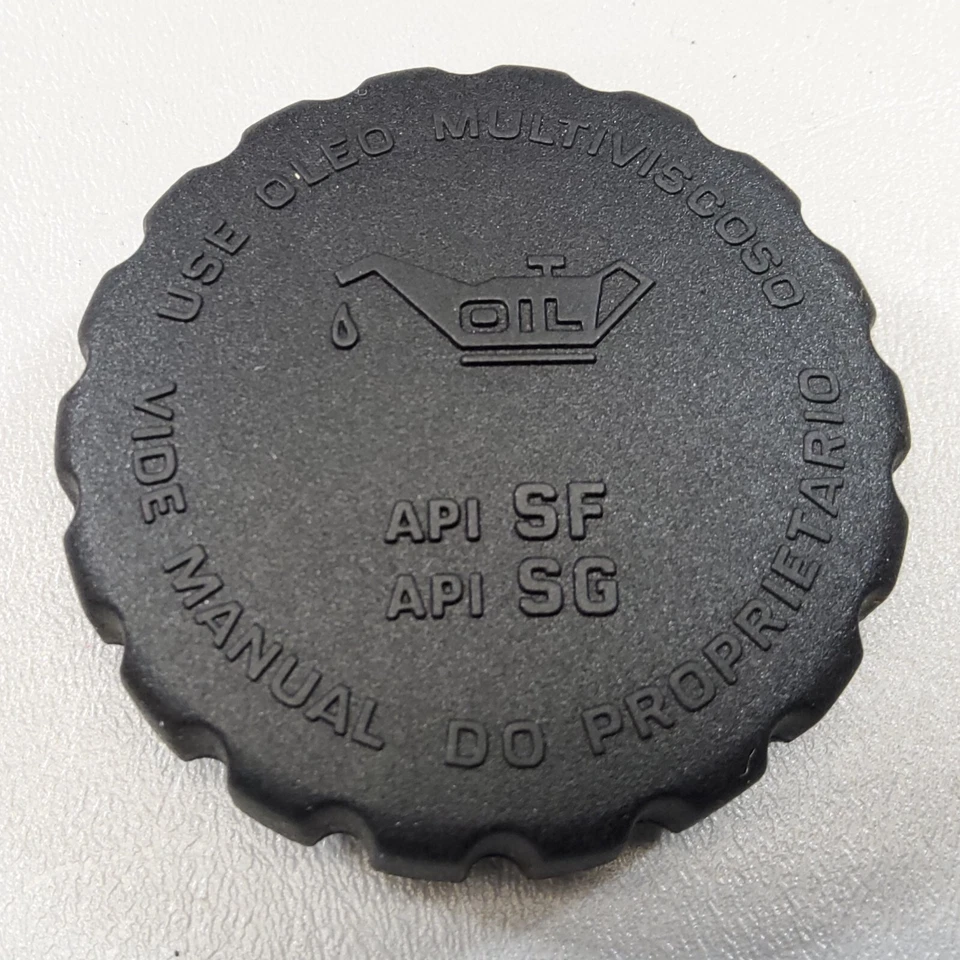 USE OLEO MULTIVISCOSO
OIL
API SF
API SG
VIDE MANUAL DO PROPRIETARIO